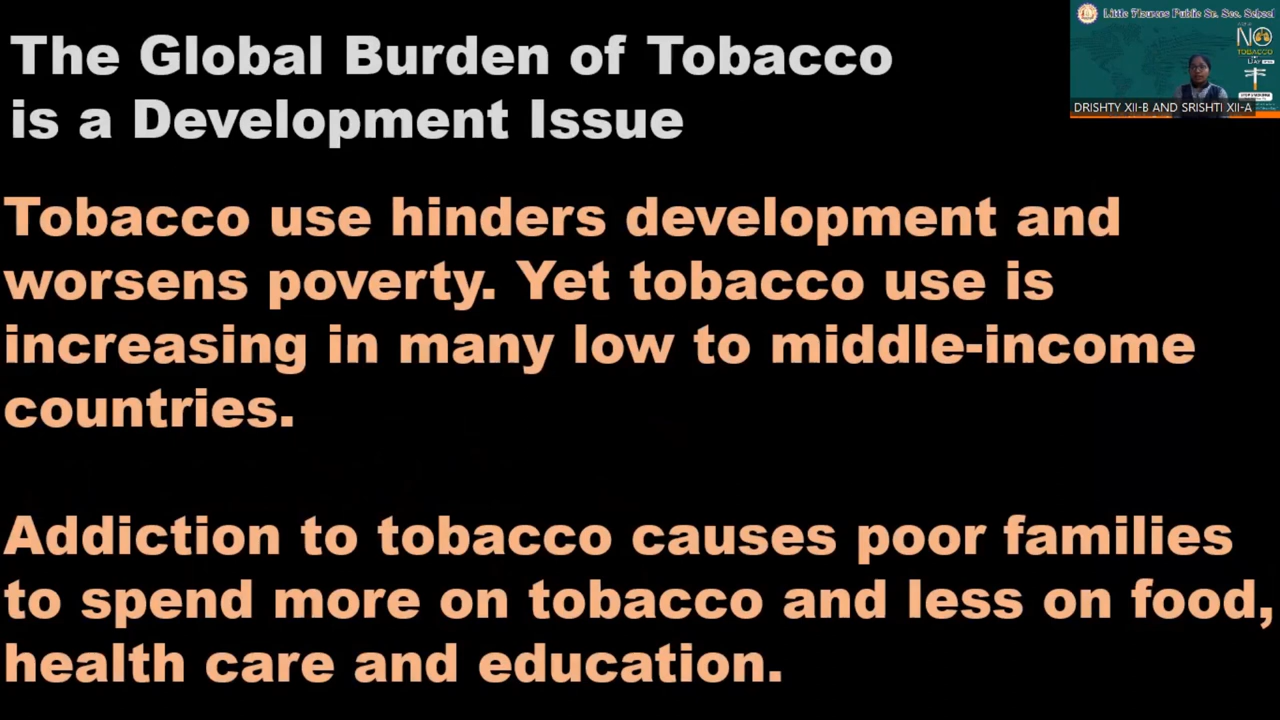 The Global Burden of Tobacco
is a Development Issue
Little Flowers Public Sr. Sec. School
NO
TOBACCO
DAY
DRISHTY XII-B AND SRISHTI XII-A
Tobacco use hinders development and
worsens poverty. Yet tobacco use is
increasing in many low to middle-income
countries.
Addiction to tobacco causes poor families
to spend more on tobacco and less on food,
health care and education.